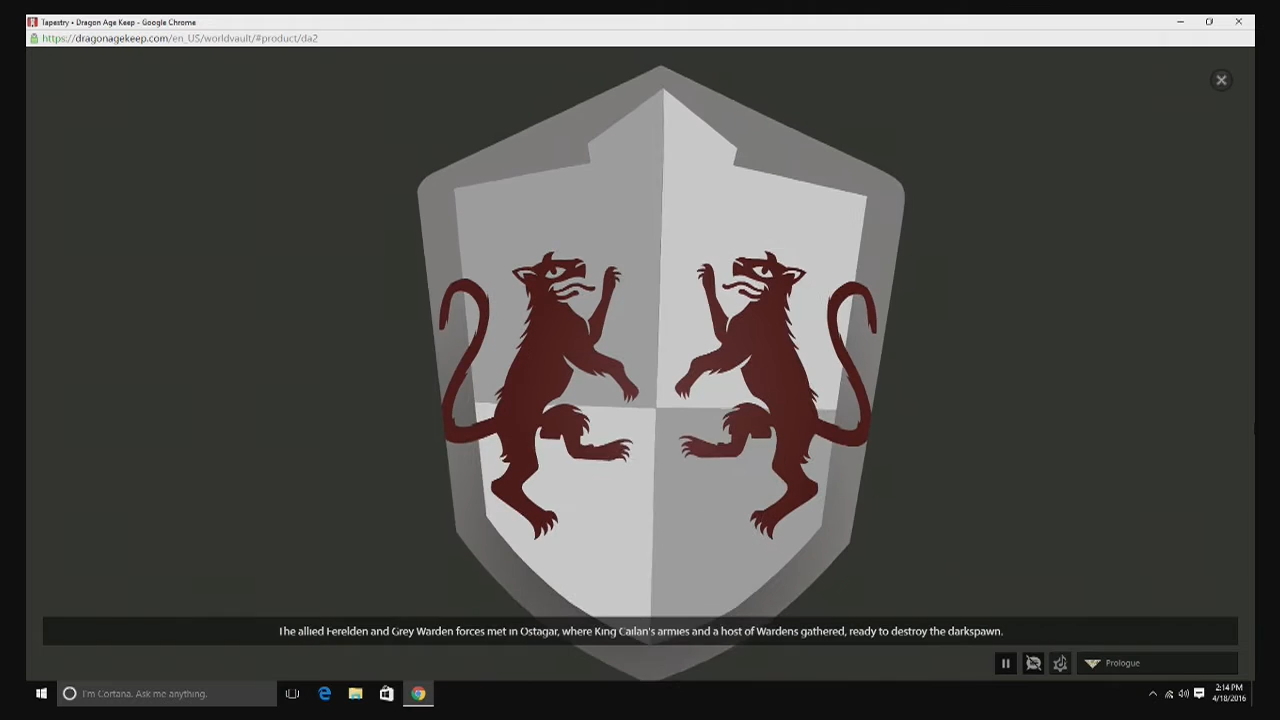 Tapestry • Dragon Age Keep - Google Chrome
https://dragonagekeep.com/en_US/worldvault/#product/da2
The allied Ferelden and Grey Warden forces met in Ostagar, where King Cailan's armies and a host of Wardens gathered, ready to destroy the darkspawn.
Prologue
I'm Cortana. Ask me anything.
2:14 PM
4/18/2016